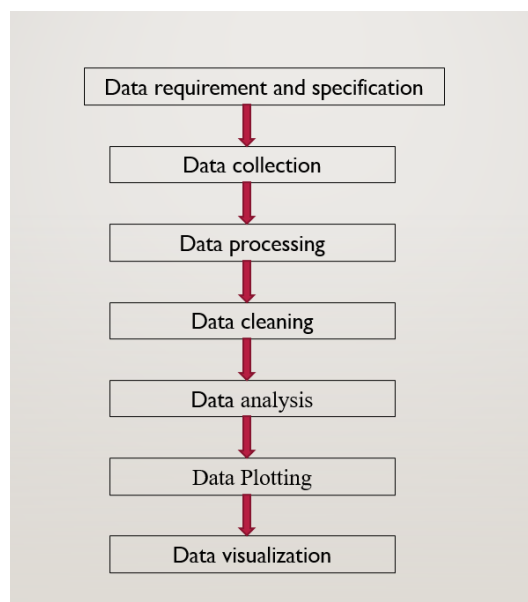 Data requirement and specification
Data collection
Data processing
Data cleaning
Data analysis
Data Plotting
Data visualization